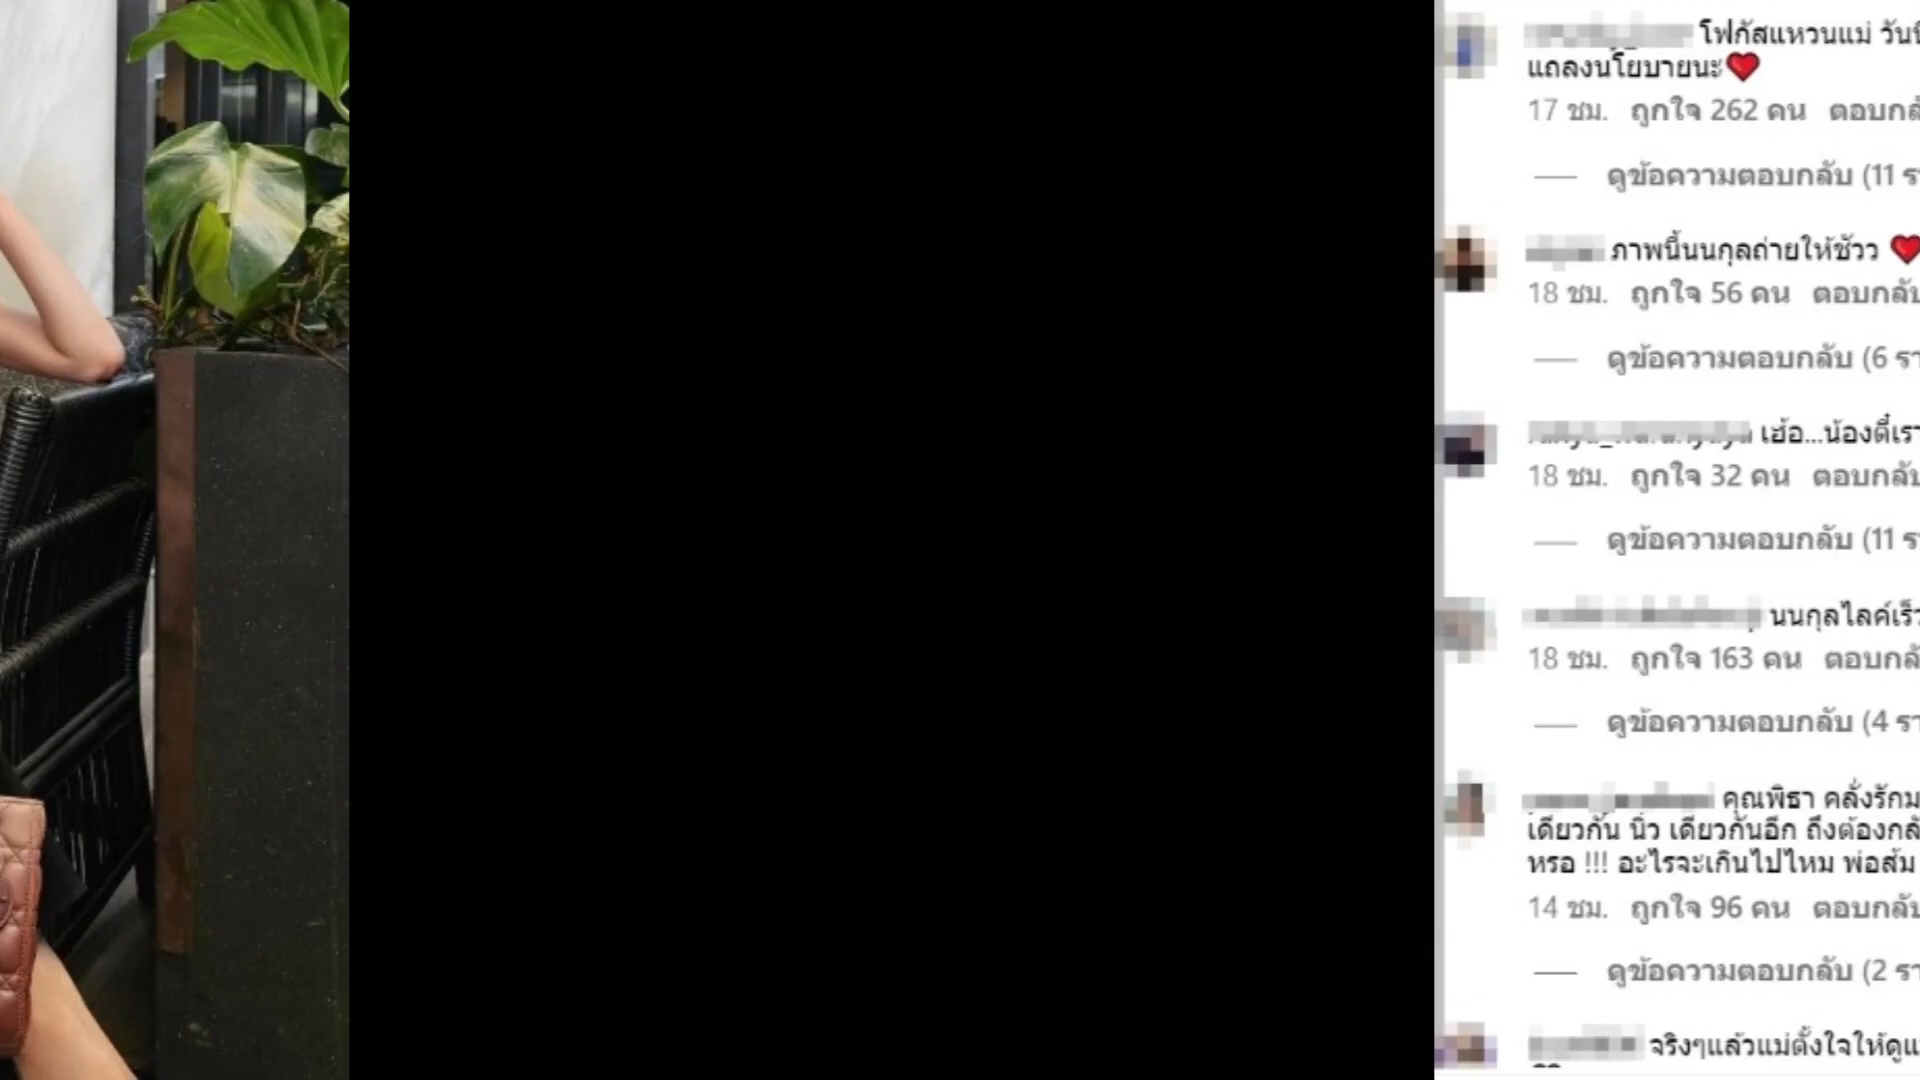 โฟกัสแหวนแม่ วันนี้
แถลงนโยบายนะ❤️
17 ชม. ถูกใจ 262 คน ตอบกลับ
ดูข้อความตอบกลับ (11
ภาพนี้นนกุลถ่ายให้ชัวว ❤️
18 ชม. ถูกใจ 56 คน ตอบกลับ
ดูข้อความตอบกลับ (6
เฮ้อ...น้องตี๋เรา
18 ชม. ถูกใจ 32 คน ตอบกลับ
ดูข้อความตอบกลับ (11
นนกุลไลค์เร็ว
18 ชม. ถูกใจ 163 คน ตอบกลับ
ดูข้อความตอบกลับ (4
คุณพิธา คลั่งรักม
เดียวกัน นิ่ว เดียวกันอีก ถึงต้องกลั
หรอ !!! อะไรจะเกินไปไหม พ่อส้ม
14 ชม. ถูกใจ 96 คน ตอบกลับ
ดูข้อความตอบกลับ (2
จริงๆแล้วแม่ตั้งใจให้ดูแ